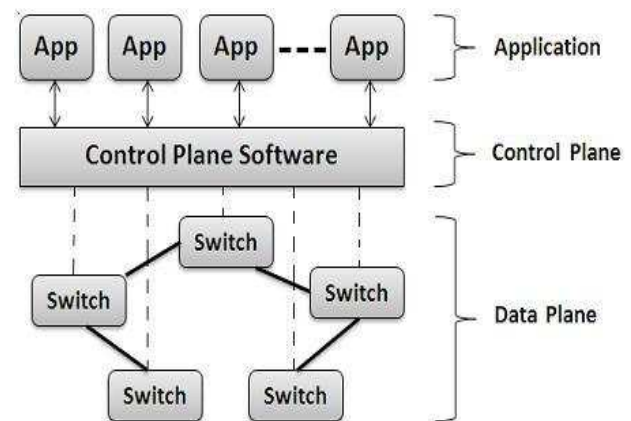 App App App App
Application
Control Plane Software
Control Plane
Switch
Switch
Switch
Data Plane
Switch Switch